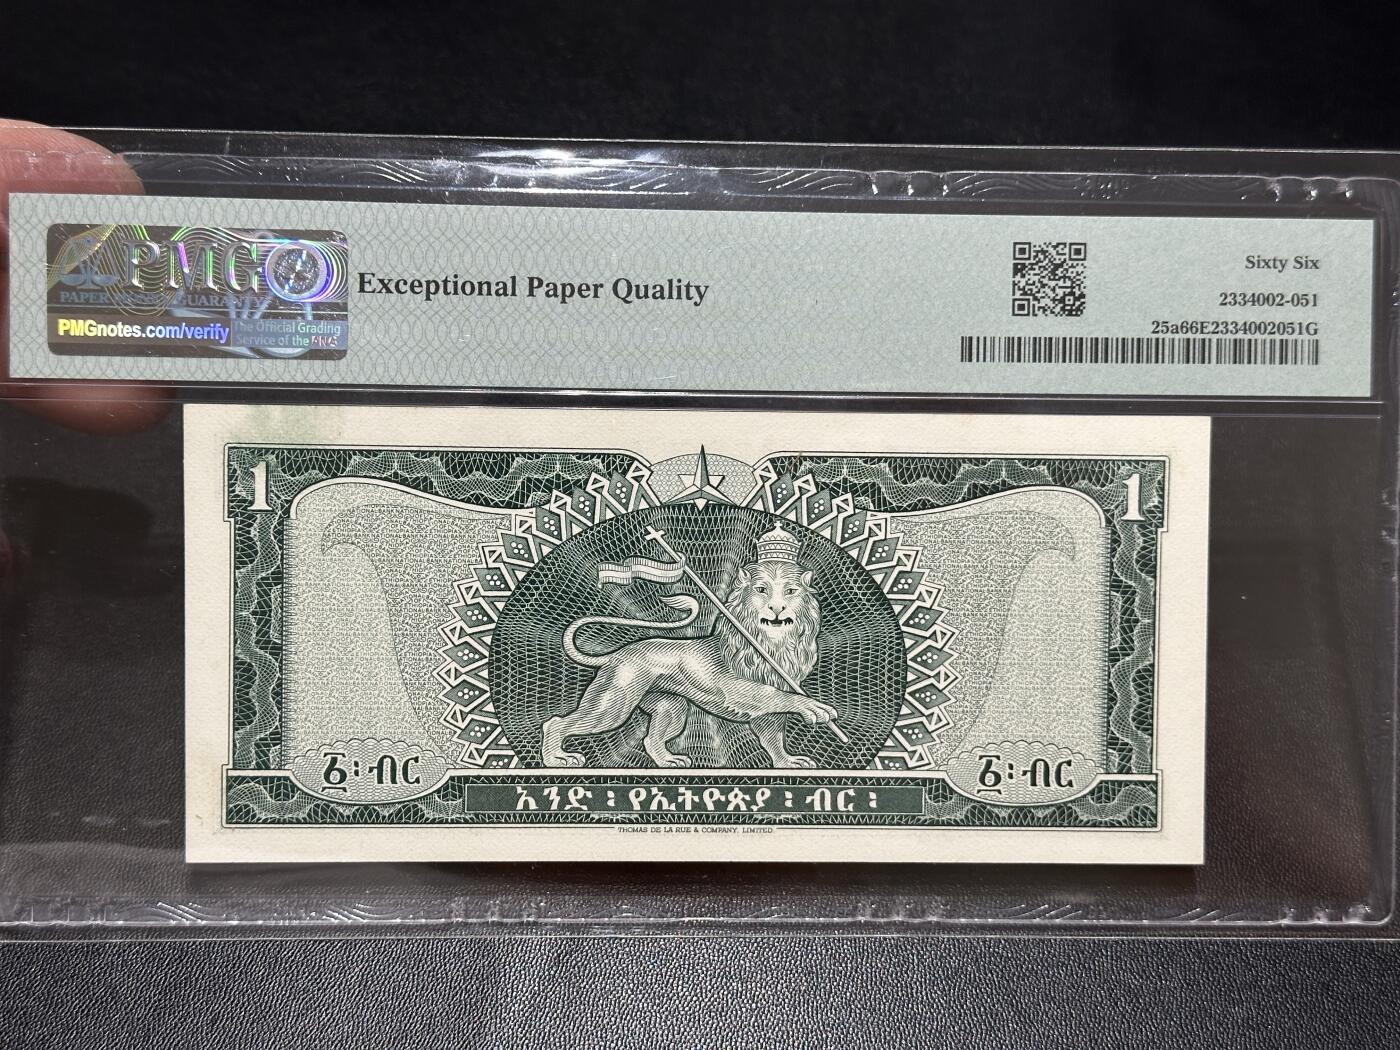 PMG
PAPER MONEY GUARANTY
PMGnotes.com/verify
The Official Grading
Service of the
Exceptional Paper Quality
Sixty Six
2334002-051
25a66E2334002051G
1
1
፩፡ብር
፩፡ብር
አንድ፡የኢትዮጵያ፡ብር፡
THOMAS DE LA RUE & COMPANY, LIMITED.